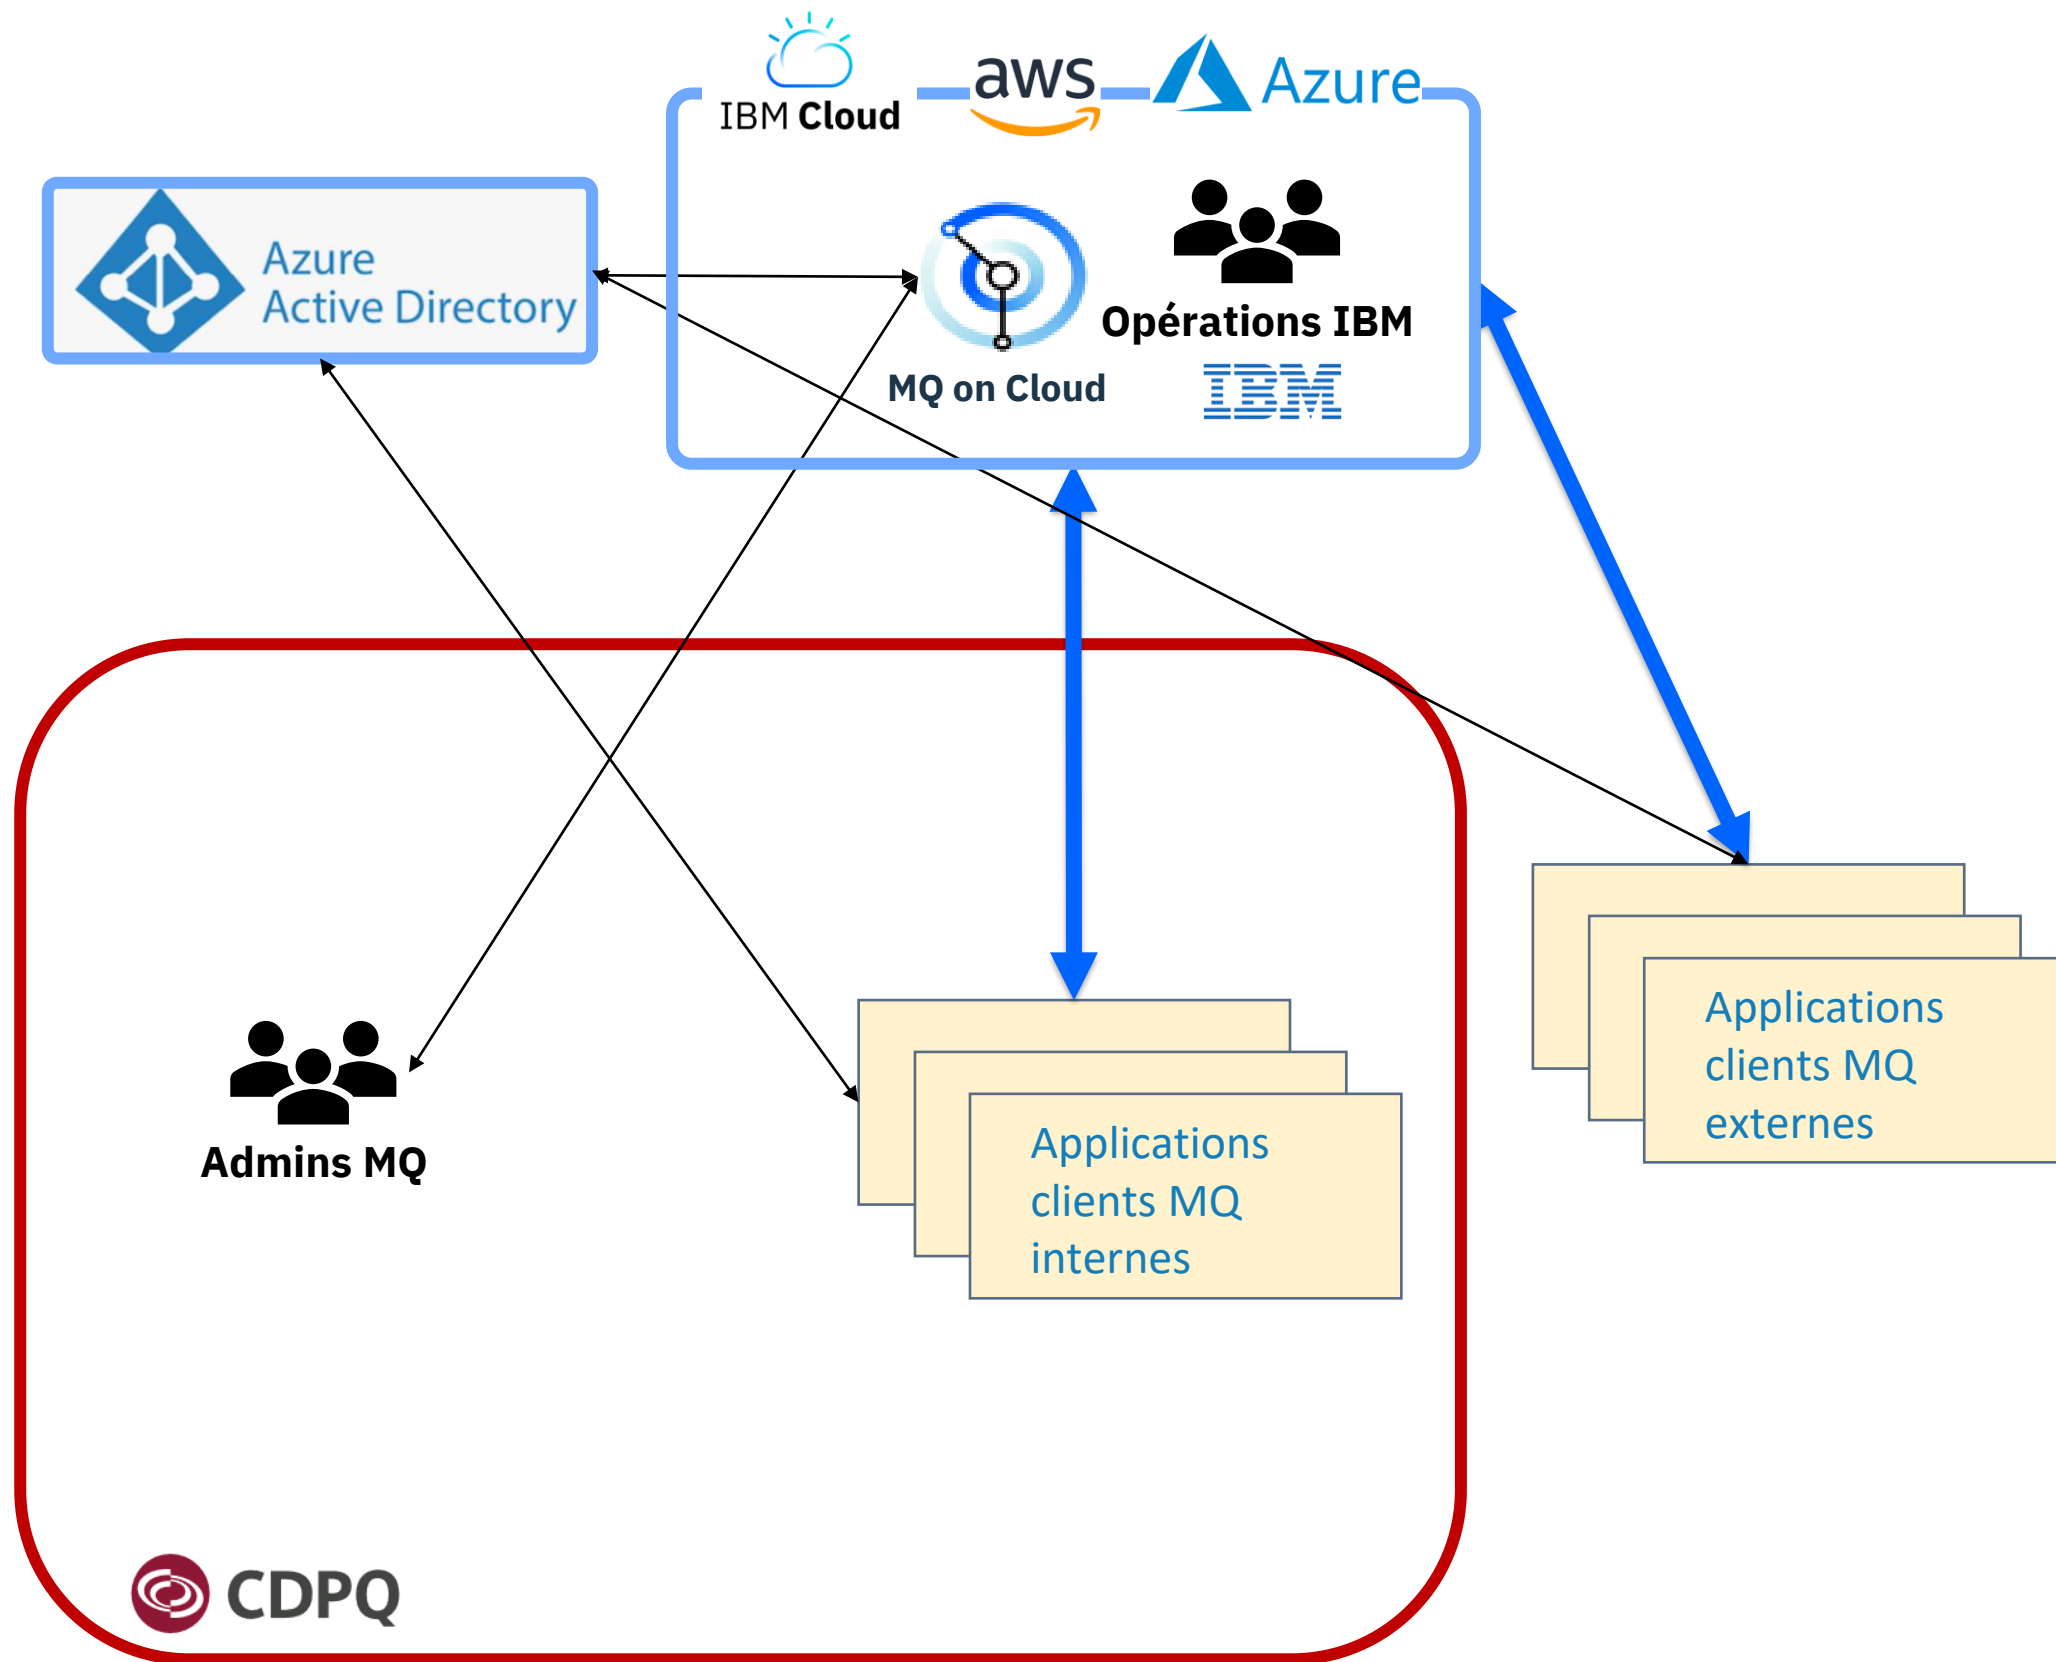 IBM Cloud
aws
Azure
Azure
Active Directory
Opérations IBM
MQ on Cloud
IBM
Applications
clients MQ
externes
Admins MQ
Applications
clients MQ
internes
CDPQ